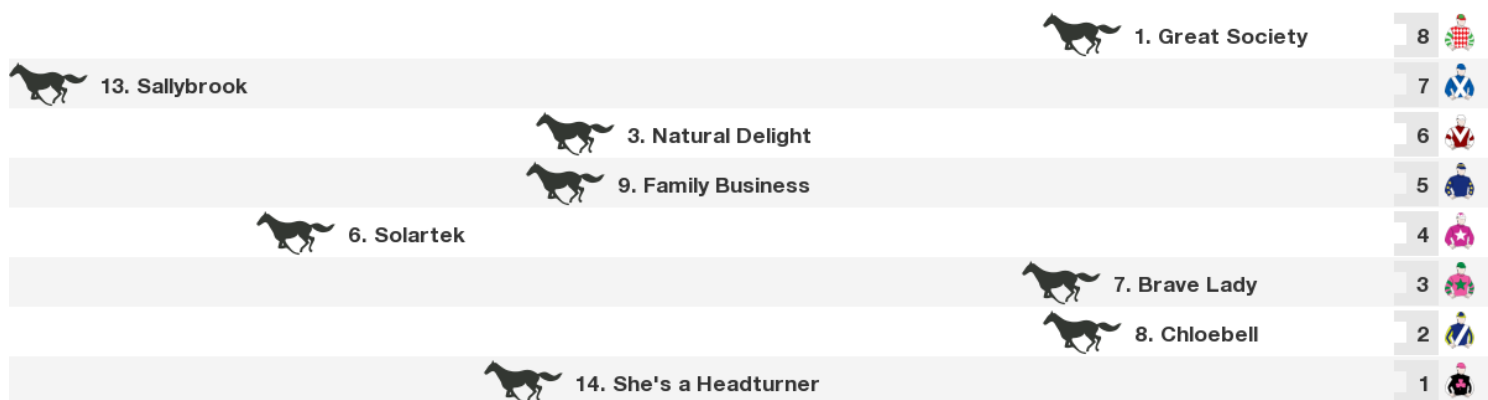 1. Great Society 8
13. Sallybrook 7
3. Natural Delight 6
9. Family Business 5
6. Solartek 4
7. Brave Lady 3
8. Chloebell 2
14. She's a Headturner 1